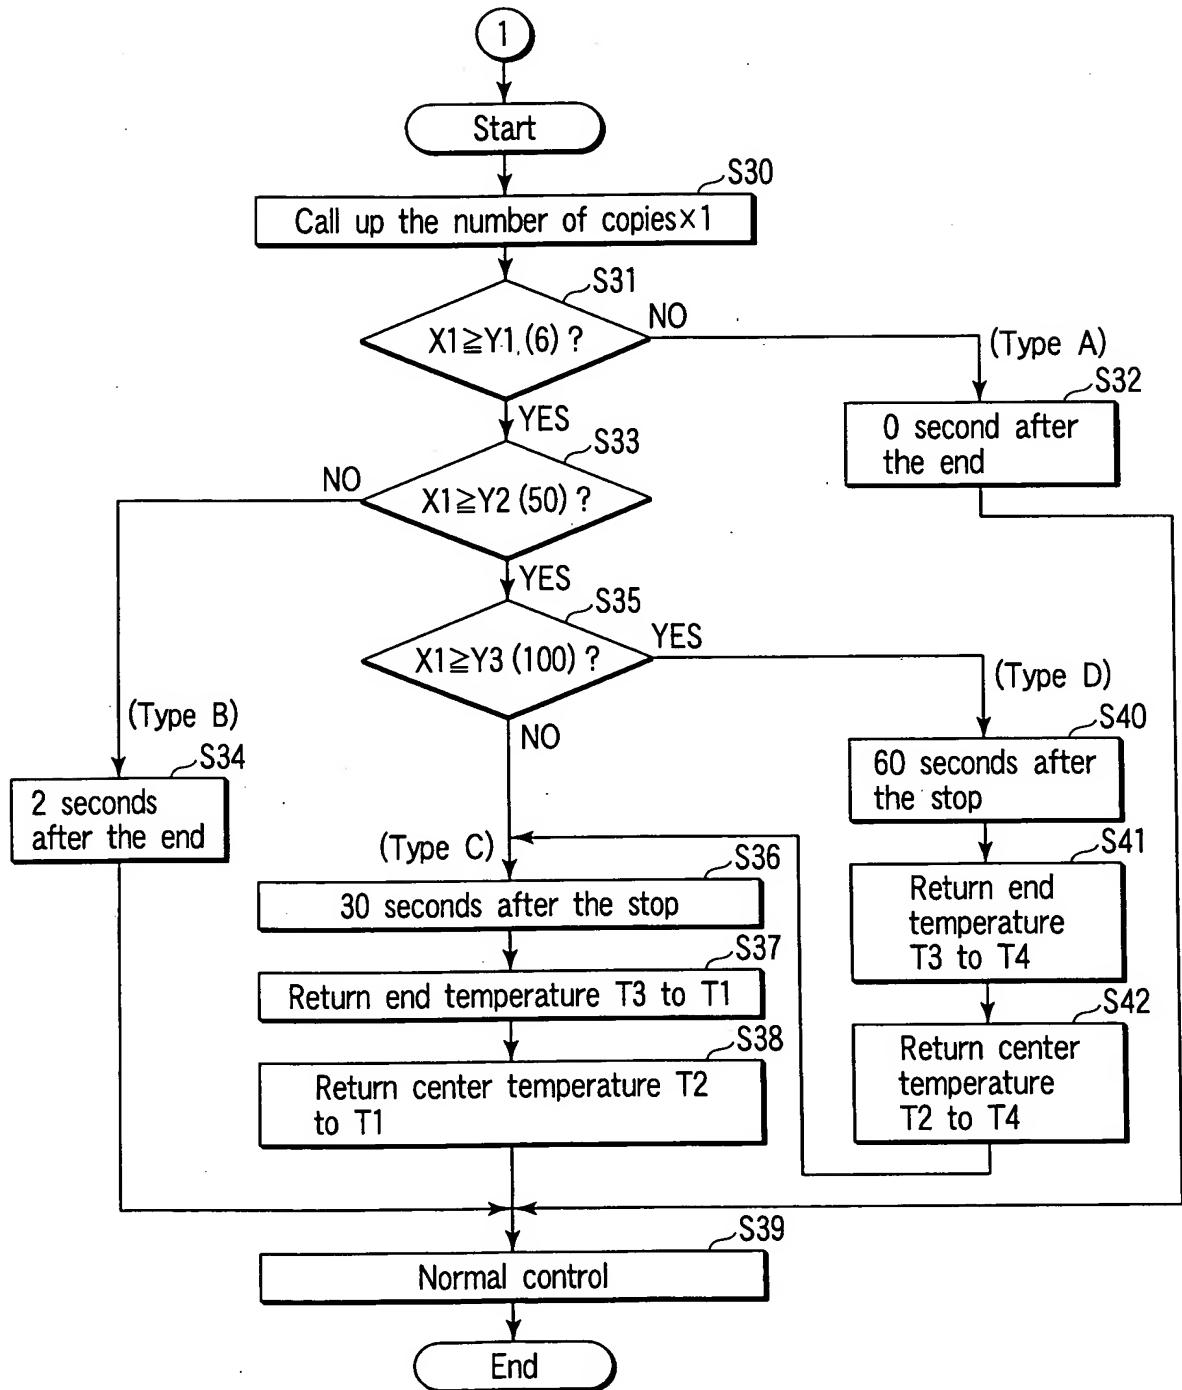 1
Start
S30
Call up the number of copies×1
S31
X1≧Y1 (6) ?
NO
(Type A)
S32
0 second after
the end
YES
S33
NO
X1≧Y2 (50) ?
YES
S35
X1≧Y3 (100) ?
YES
(Type D)
NO
S40
60 seconds after
the stop
(Type B)
S34
2 seconds
after the end
(Type C)
S36
30 seconds after the stop
S41
Return end
temperature
T3 to T4
S37
Return end temperature T3 to T1
S42
Return center
temperature
T2 to T4
S38
Return center temperature T2
to T1
S39
Normal control
End